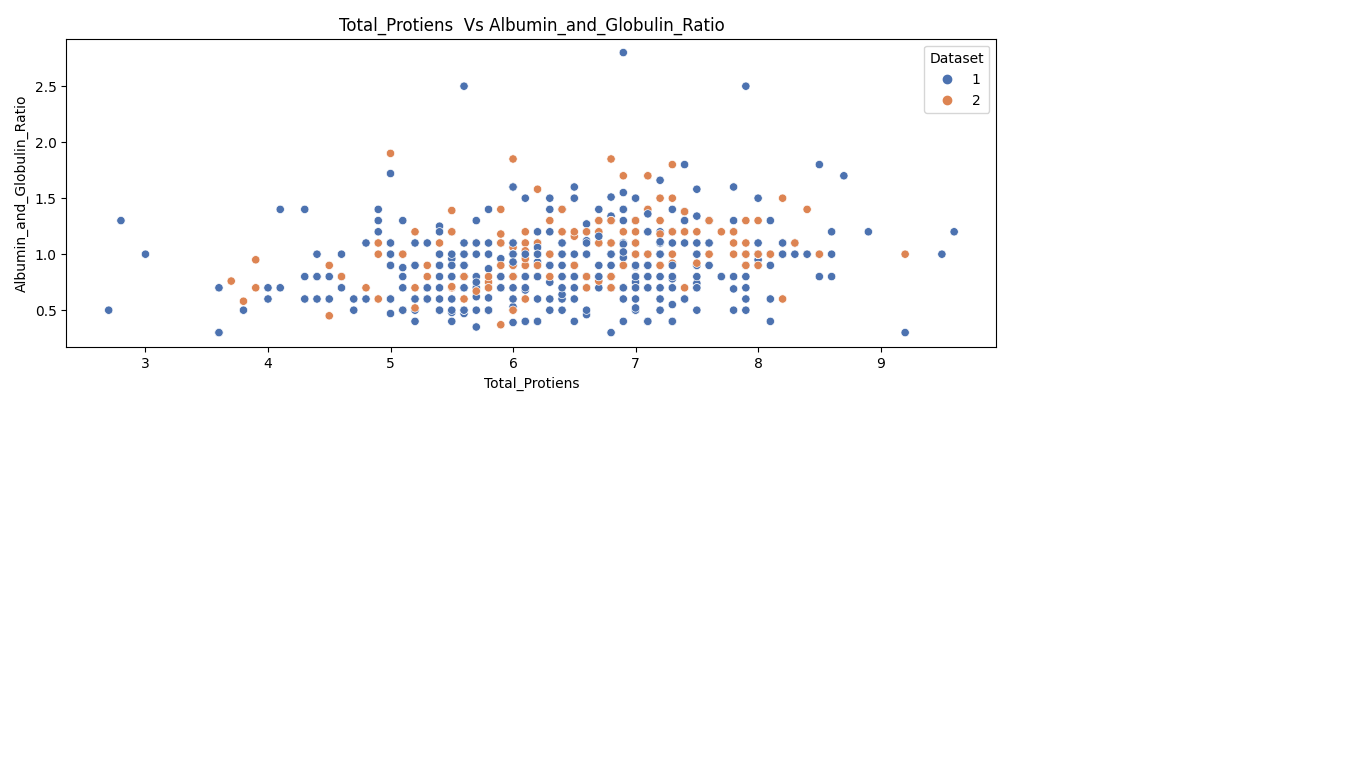 Total_Protiens  Vs Albumin_and_Globulin_Ratio
Dataset
1
2
Albumin_and_Globulin_Ratio
2.5
2.0
1.5
1.0
0.5
3 4 5 6 7 8 9
Total_Protiens